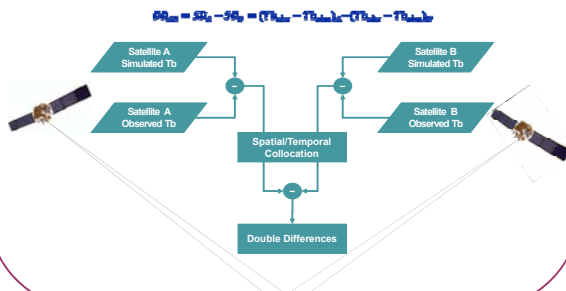 Satellite A
Simulated Tb
Satellite B
Simulated Tb
–
–
Satellite A
Observed Tb
Satellite B
Observed Tb
Spatial/Temporal
Collocation
–
Double Differences